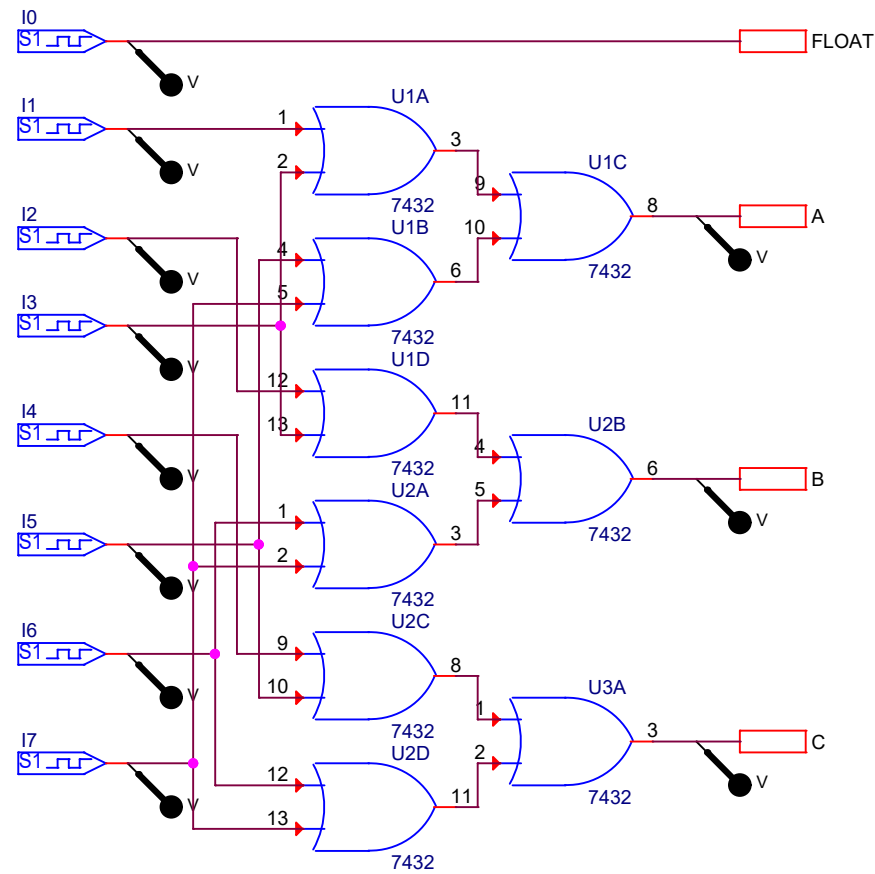 I0
S1
V
FLOAT
I1
S1
V
1
2
U1A
3
7432
I2
S1
V
4
5
U1B
6
7432
9
10
U1C
8
7432
V
A
I3
S1
V
12
13
U1D
11
7432
I4
S1
V
1
2
U2A
3
7432
4
5
U2B
6
7432
V
B
I5
S1
V
I6
S1
V
9
10
U2C
8
7432
I7
S1
V
12
13
U2D
11
7432
1
2
U3A
3
7432
V
C